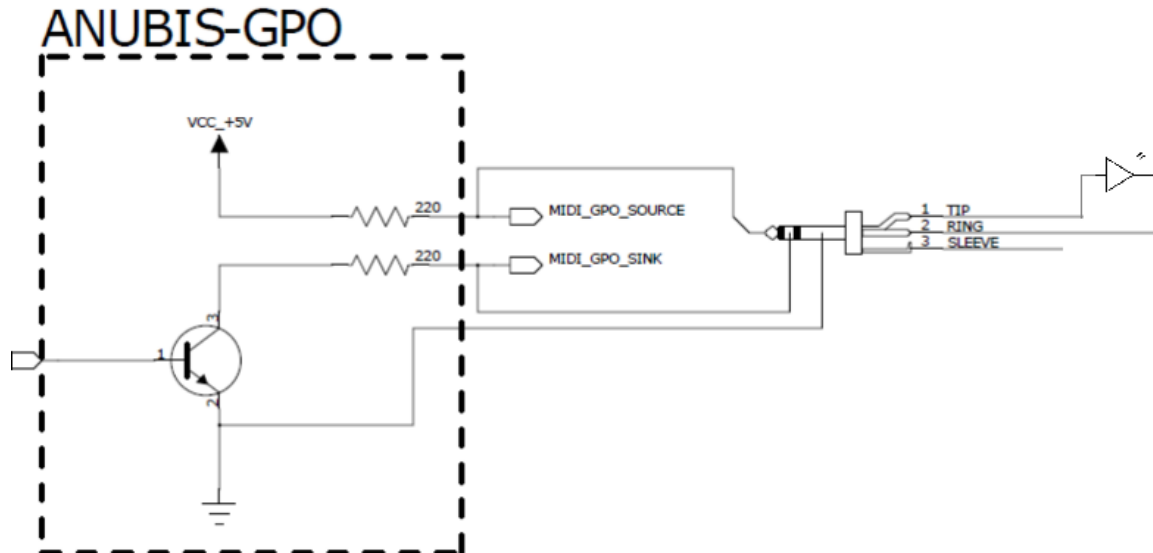 ANUBIS-GPO
VCC_+5V
220
MIDI_GPO_SOURCE
1 TIP
2 RING
3 SLEEVE
220
MIDI_GPO_SINK
3
1
2